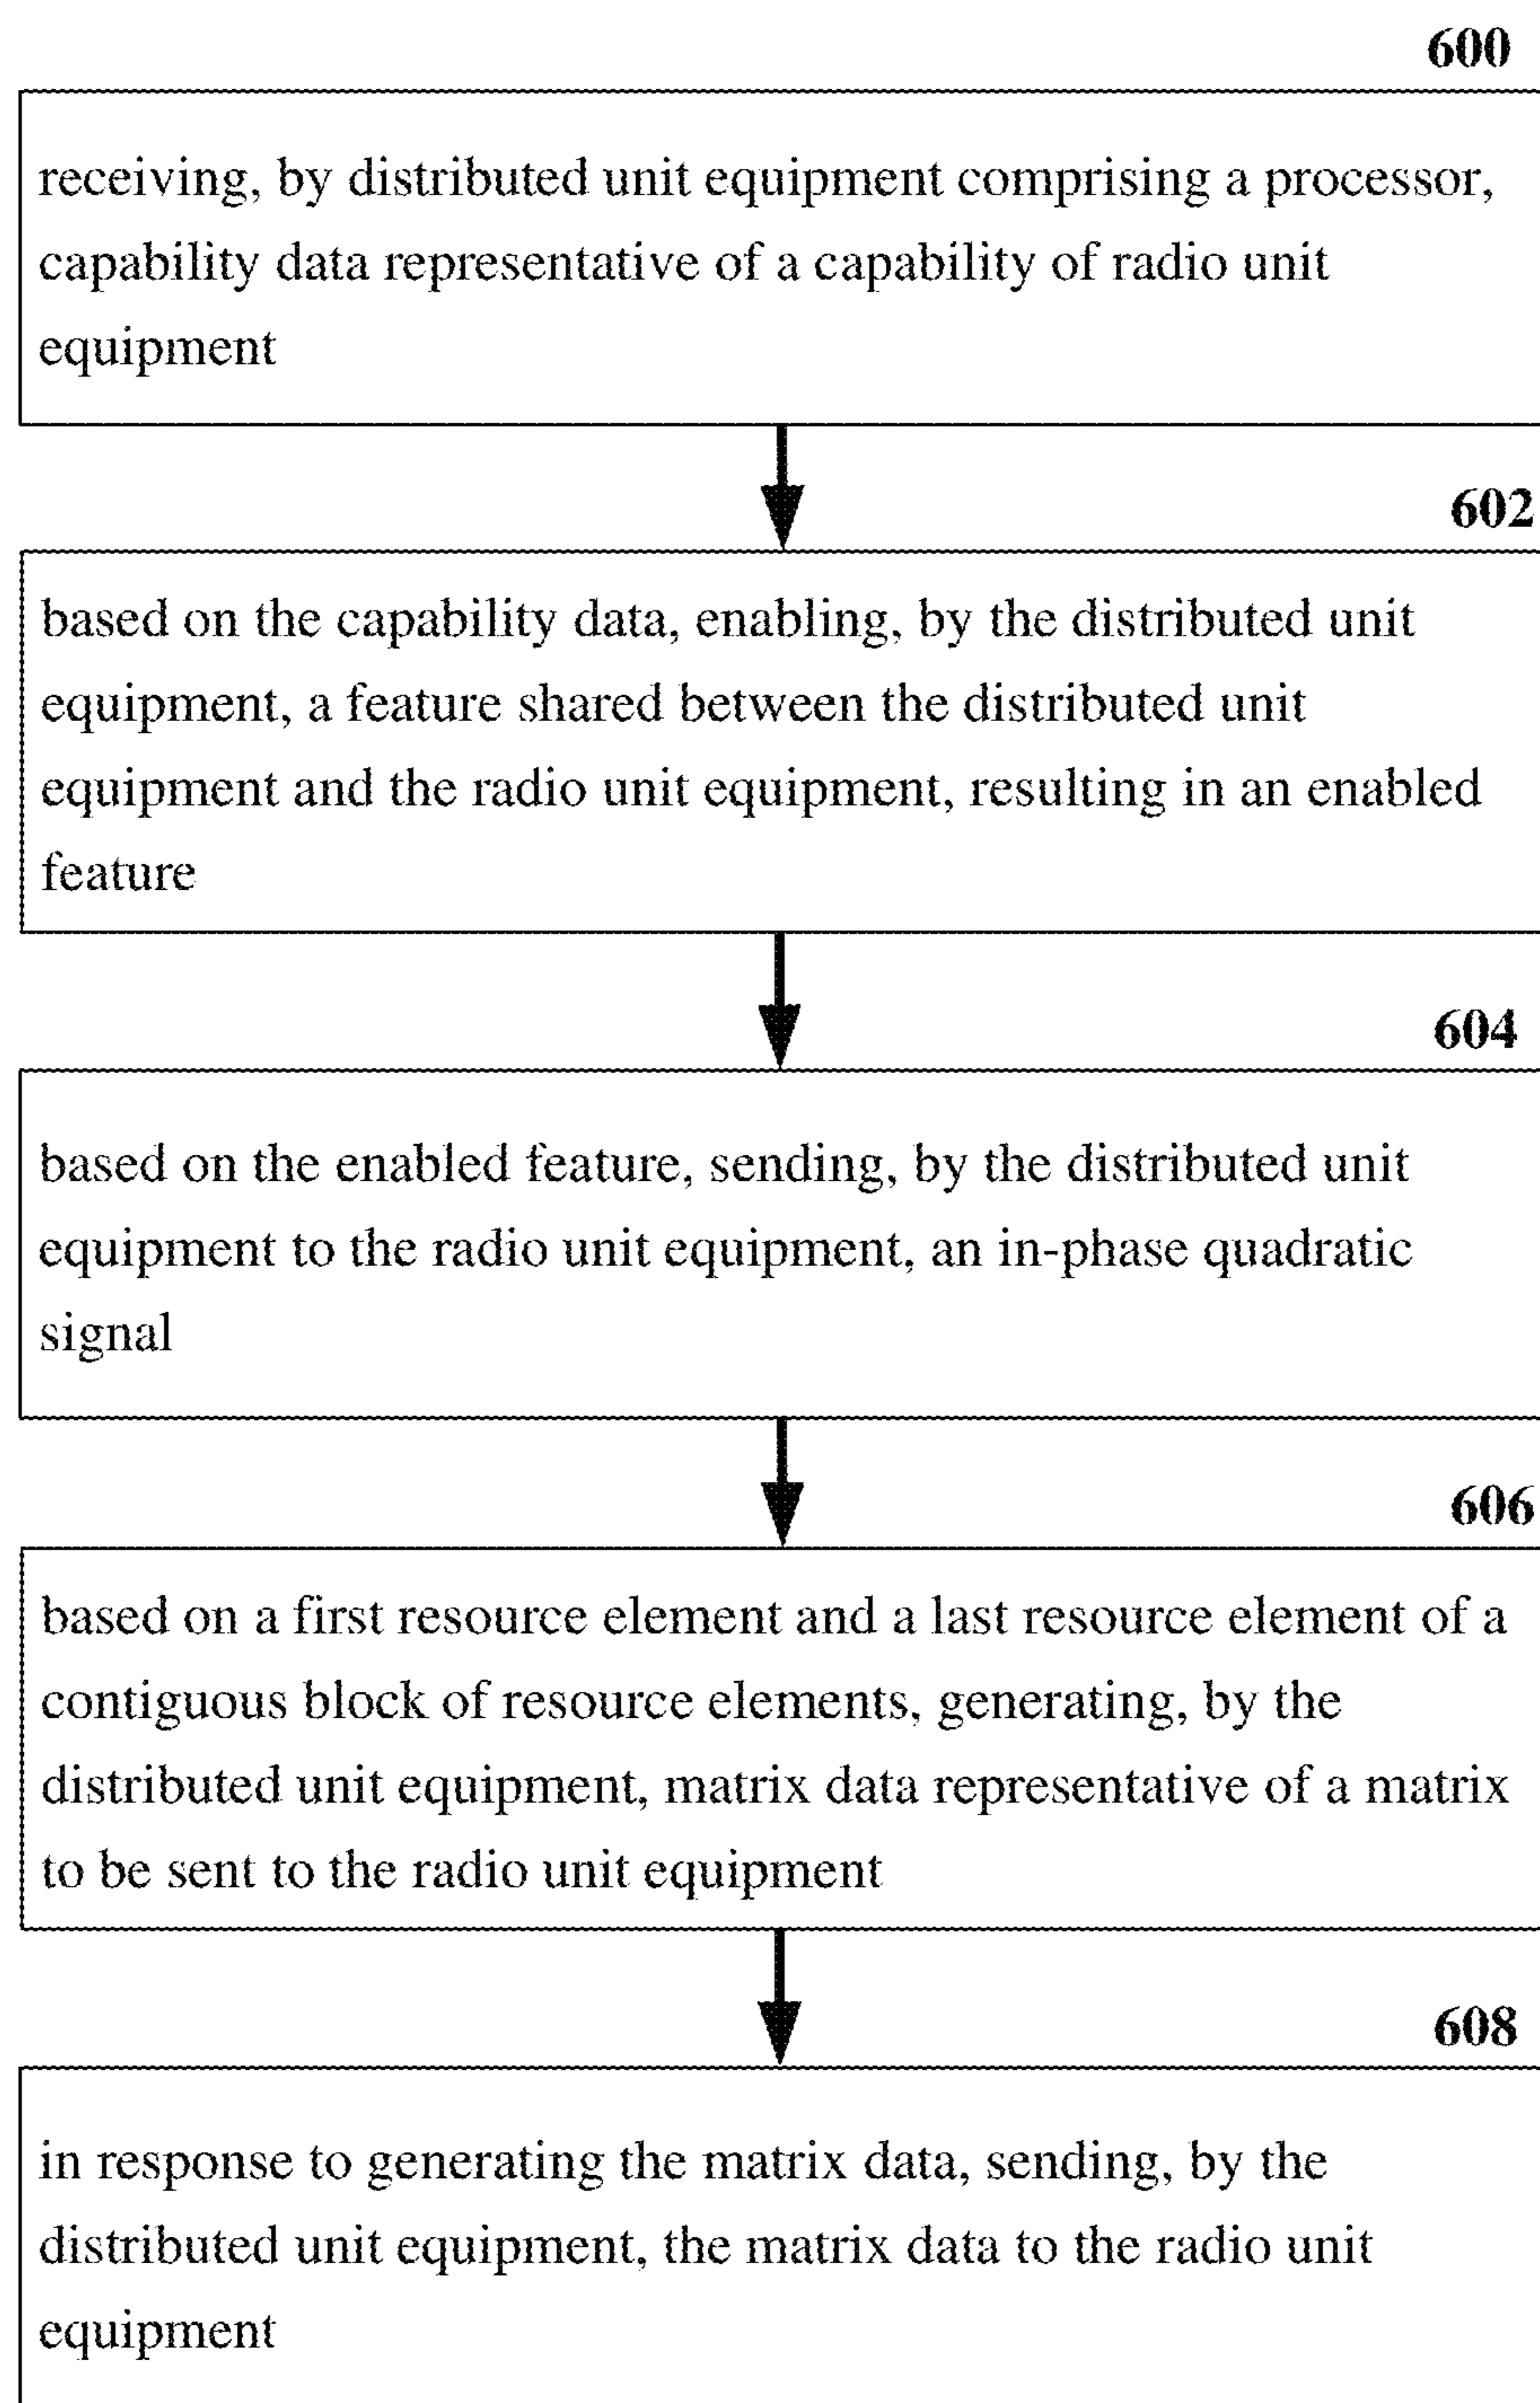 600
receiving, by distributed unit equipment comprising a processor,
capability data representative of a capability of radio unit
equipment
602
based on the capability data, enabling, by the distributed unit
equipment, a feature shared between the distributed unit
equipment and the radio unit equipment, resulting in an enabled
feature
604
based on the enabled feature, sending, by the distributed unit
equipment to the radio unit equipment, an in-phase quadratic
signal
606
based on a first resource element and a last resource element of a
contiguous block of resource elements, generating, by the
distributed unit equipment, matrix data representative of a matrix
to be sent to the radio unit equipment
608
in response to generating the matrix data, sending, by the
distributed unit equipment, the matrix data to the radio unit
equipment